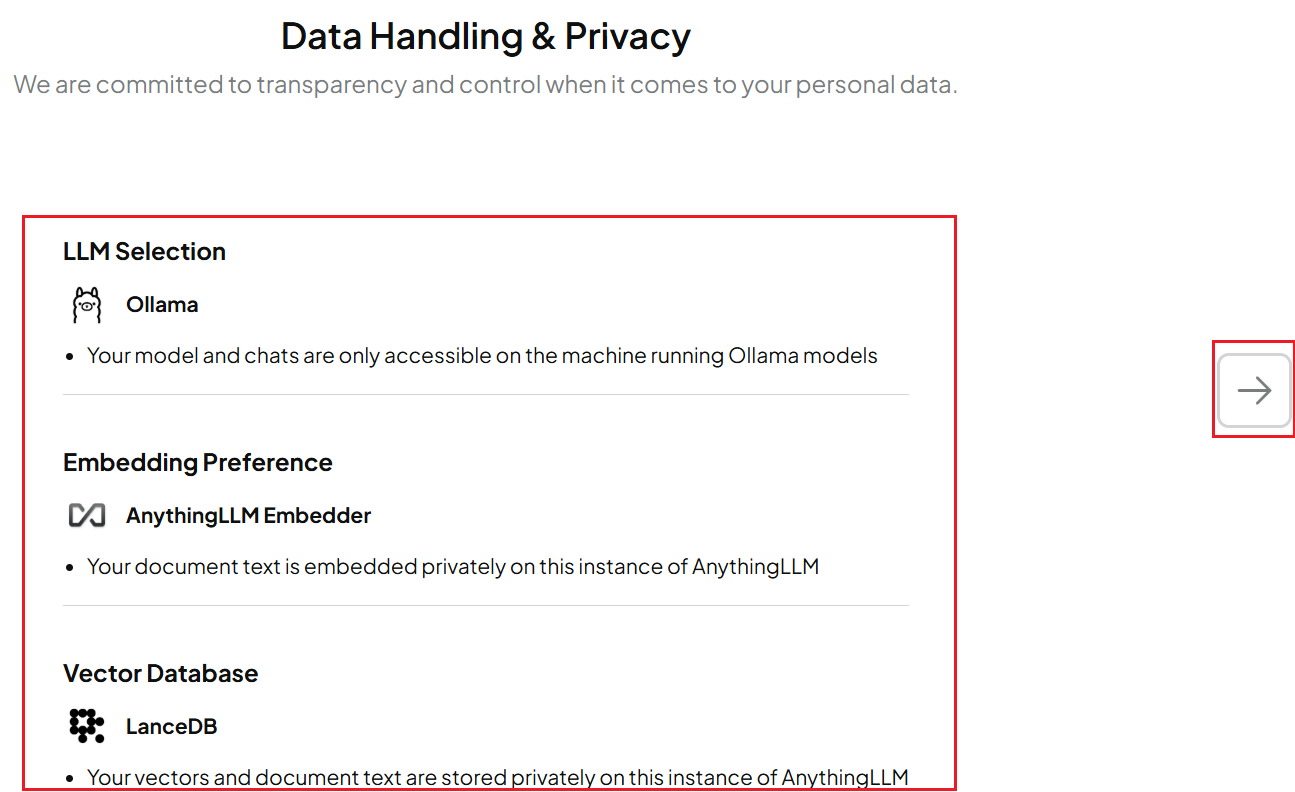 Data Handling & Privacy
We are committed to transparency and control when it comes to your personal data.
LLM Selection
Ollama
• Your model and chats are only accessible on the machine running Ollama models
Embedding Preference
AnythingLLM Embedder
• Your document text is embedded privately on this instance of AnythingLLM
Vector Database
LanceDB
• Your vectors and document text are stored privately on this instance of AnythingLLM